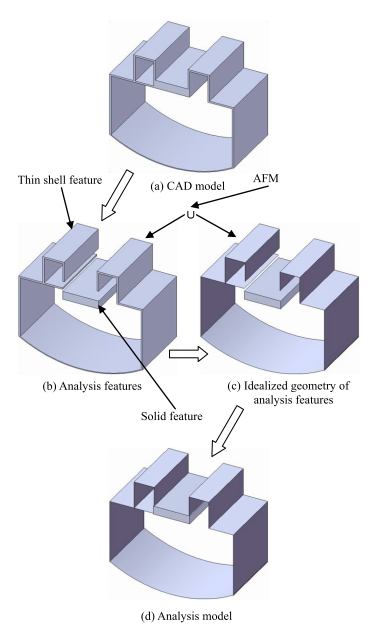 (a) CAD model
Thin shell feature
AFM
∪
(b) Analysis features
(c) Idealized geometry of
analysis features
Solid feature
(d) Analysis model